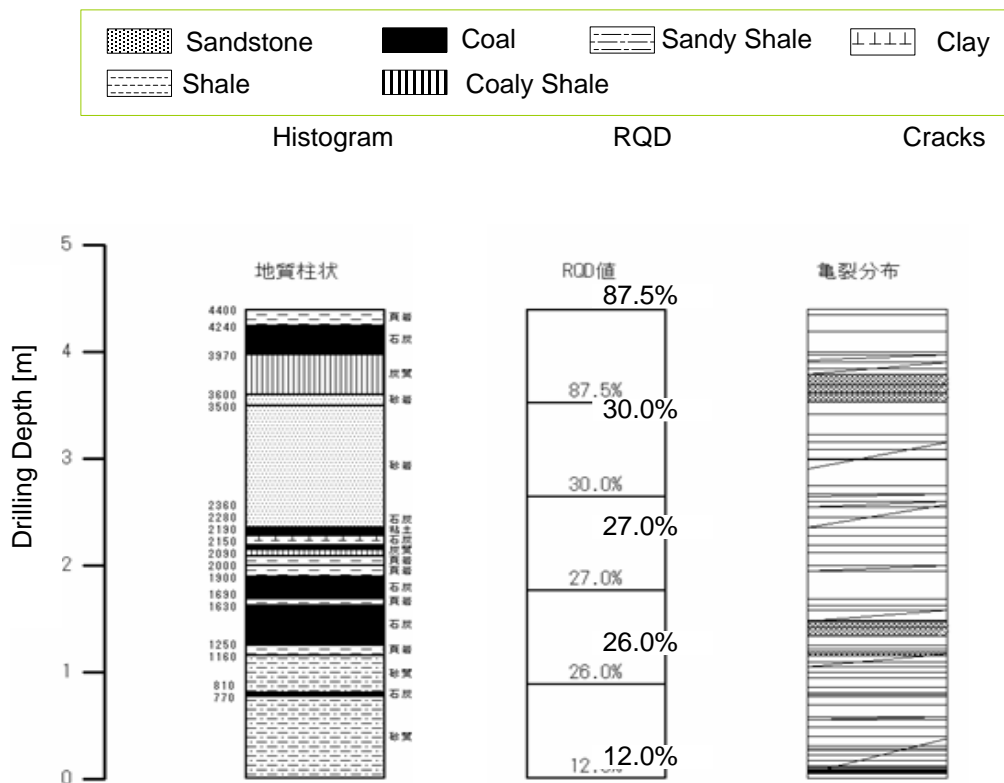 Sandstone Coal Sandy Shale Clay
Shale Coaly Shale
Histogram RQD Cracks
Drilling Depth [m]
5
4
3
2
1
0
地質柱状
4400
4240
3970
3600
3500
2360
2280
2190
2150
2090
2000
1900
1690
1630
1250
1160
810
770
頁岩
石炭
炭質
砂岩
砂岩
石炭
粘土
石炭
炭質
頁岩
頁岩
石炭
頁岩
石炭
頁岩
砂質
石炭
砂質
RQD値
87.5%
87.5%
30.0%
30.0%
27.0%
27.0%
26.0%
26.0%
12.0%
亀裂分布